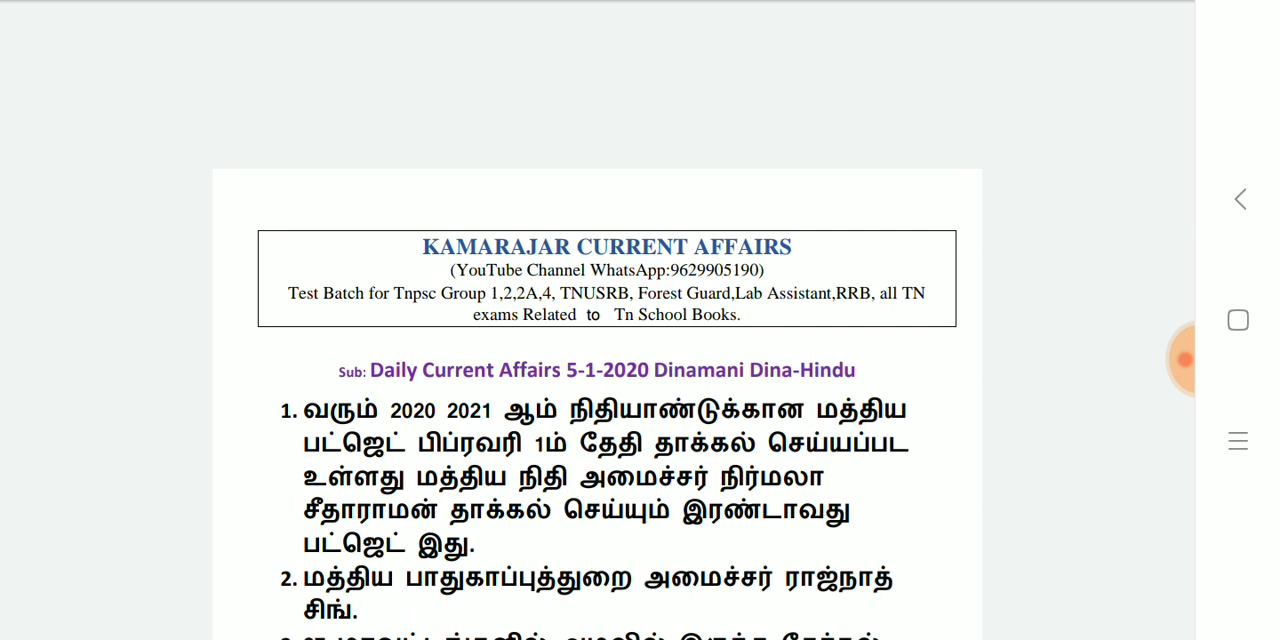 KAMARAJAR CURRENT AFFAIRS
(YouTube Channel WhatsApp:9629905190)
Test Batch for Tnpsc Group 1,2,2A,4, TNUSRB, Forest Guard,Lab Assistant,RRB, all TN
exams Related to Tn School Books.
Sub: Daily Current Affairs 5-1-2020 Dinamani Dina-Hindu
1. வரும் 2020 2021 ஆம் நிதியாண்டுக்கான மத்திய
பட்ஜெட் பிப்ரவரி 1ம் தேதி தாக்கல் செய்யப்பட
உள்ளது மத்திய நிதி அமைச்சர் நிர்மலா
சீதாராமன் தாக்கல் செய்யும் இரண்டாவது
பட்ஜெட் இது.
2. மத்திய பாதுகாப்புத்துறை அமைச்சர் ராஜ்நாத்
சிங்.